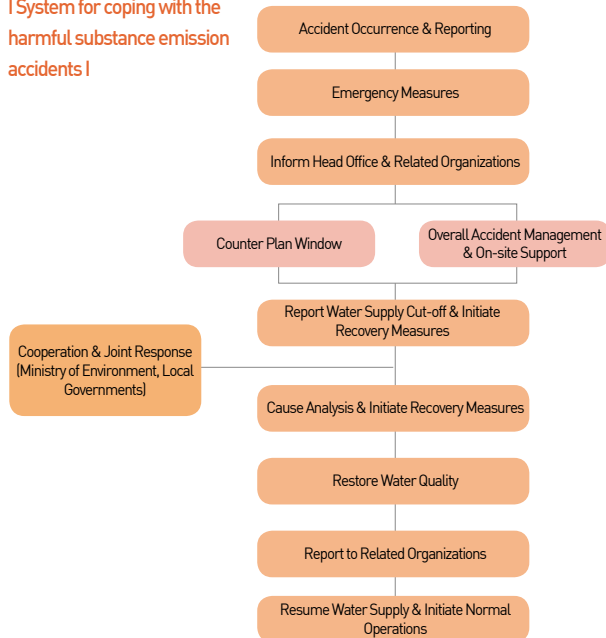 | System for coping with the
harmful substance emission
accidents |
Accident Occurrence & Reporting
Emergency Measures
Inform Head Office & Related Organizations
Counter Plan Window
Overall Accident Management
& On-site Support
Report Water Supply Cut-off & Initiate
Recovery Measures
Cooperation & Joint Response
(Ministry of Environment, Local
Governments)
Cause Analysis & Initiate Recovery Measures
Restore Water Quality
Report to Related Organizations
Resume Water Supply & Initiate Normal
Operations